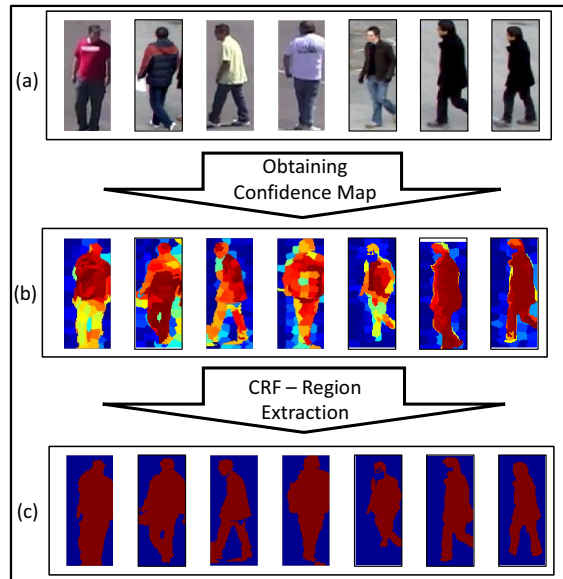 (a)
Obtaining
Confidence Map
(b)
CRF – Region
Extraction
(c)